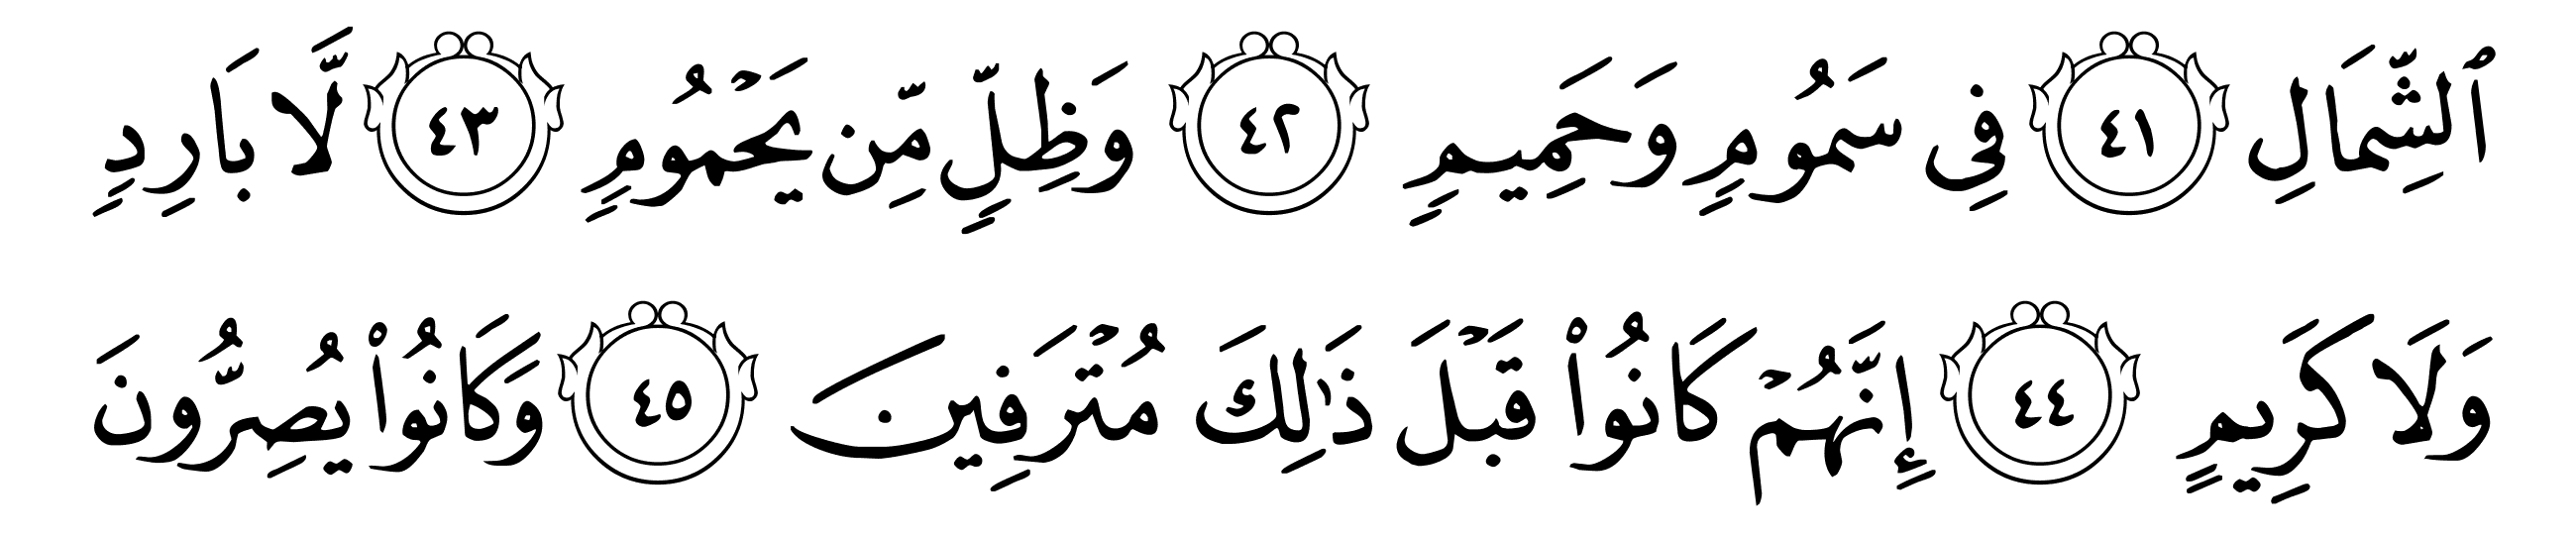 ٱلشِّمَالِ ٤١ فِى سَمُومٍ وَحَمِيمٍ ٤٢ وَظِلٍّ مِّن يَحْمُومٍ ٤٣ لَّا بَارِدٍ
وَلَا كَرِيمٍ ٤٤ إِنَّهُمْ كَانُوا۟ قَبْلَ ذَٰلِكَ مُتْرَفِينَ ٤٥ وَكَانُوا۟ يُصِرُّونَ